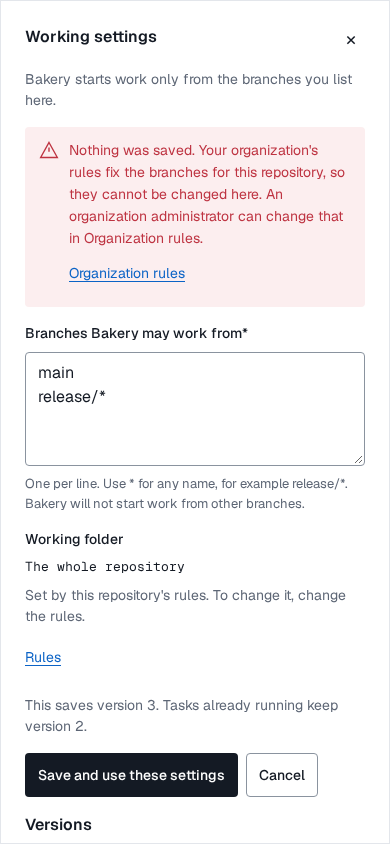 Working settings
Bakery starts work only from the branches you list
here.
Nothing was saved. Your organization's
rules fix the branches for this repository, so
they cannot be changed here. An
organization administrator can change that
in Organization rules.
Organization rules
Branches Bakery may work from*
main
release/*
One per line. Use * for any name, for example release/*.
Bakery will not start work from other branches.
Working folder
The whole repository
Set by this repository's rules. To change it, change
the rules.
Rules
This saves version 3. Tasks already running keep
version 2.
Save and use these settings
Cancel
Versions